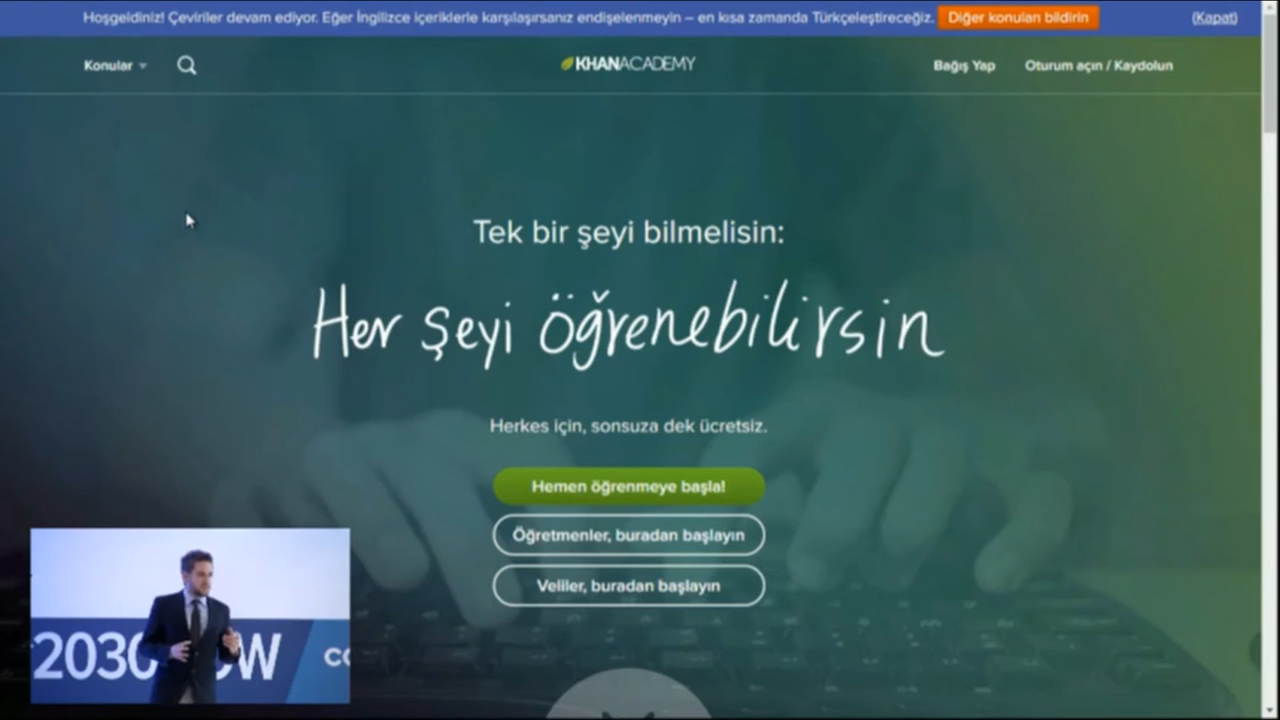 Hoşgeldiniz! Çeviriler devam ediyor. Eğer İngilizce içeriklerle karşılaşırsanız endişelenmeyin – en kısa zamanda Türkçeleştireceğiz. Diğer konuları bildirin (Kapat)
Konular KHANACADEMY Bağış Yap Oturum açın / Kaydolun
Tek bir şeyi bilmelisin:
Her şeyi öğrenebilirsin
Herkes için, sonsuza dek ücretsiz.
Hemen öğrenmeye başla!
Öğretmenler, buradan başlayın
Veliler, buradan başlayın
2030